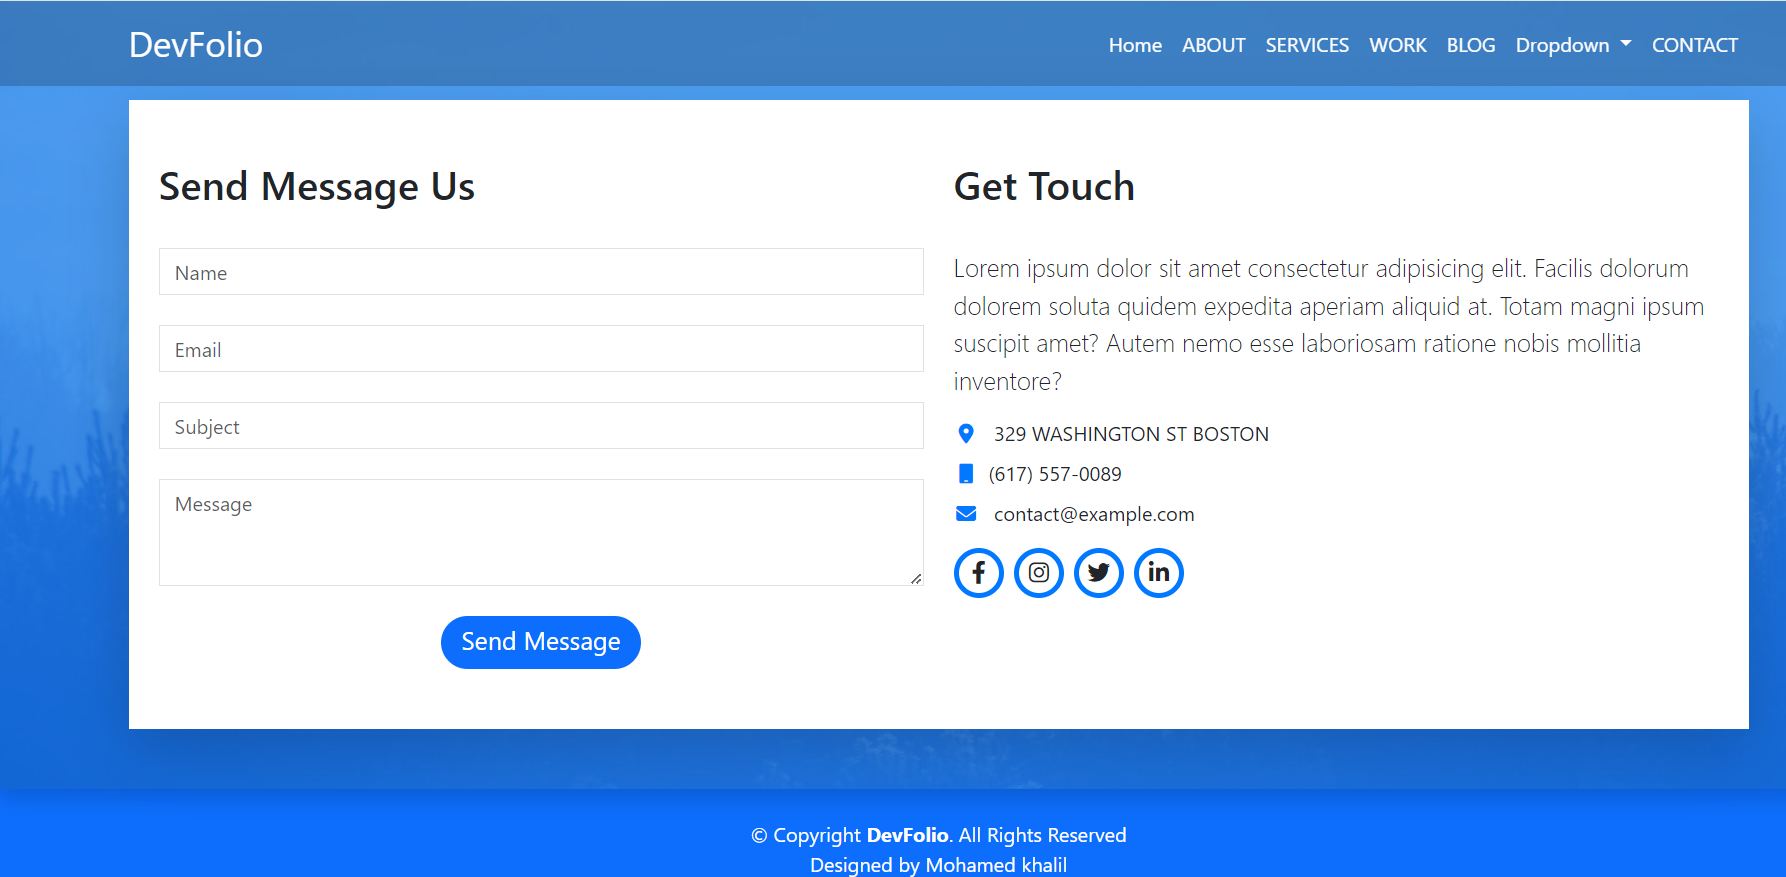 DevFolio
Home ABOUT SERVICES WORK BLOG Dropdown CONTACT
Send Message Us
Name
Email
Subject
Message
Send Message
Get Touch
Lorem ipsum dolor sit amet consectetur adipisicing elit. Facilis dolorum
dolorem soluta quidem expedita aperiam aliquid at. Totam magni ipsum
suscipit amet? Autem nemo esse laboriosam ratione nobis mollitia
inventore?
329 WASHINGTON ST BOSTON
(617) 557-0089
contact@example.com
© Copyright DevFolio. All Rights Reserved
Designed by Mohamed khalil